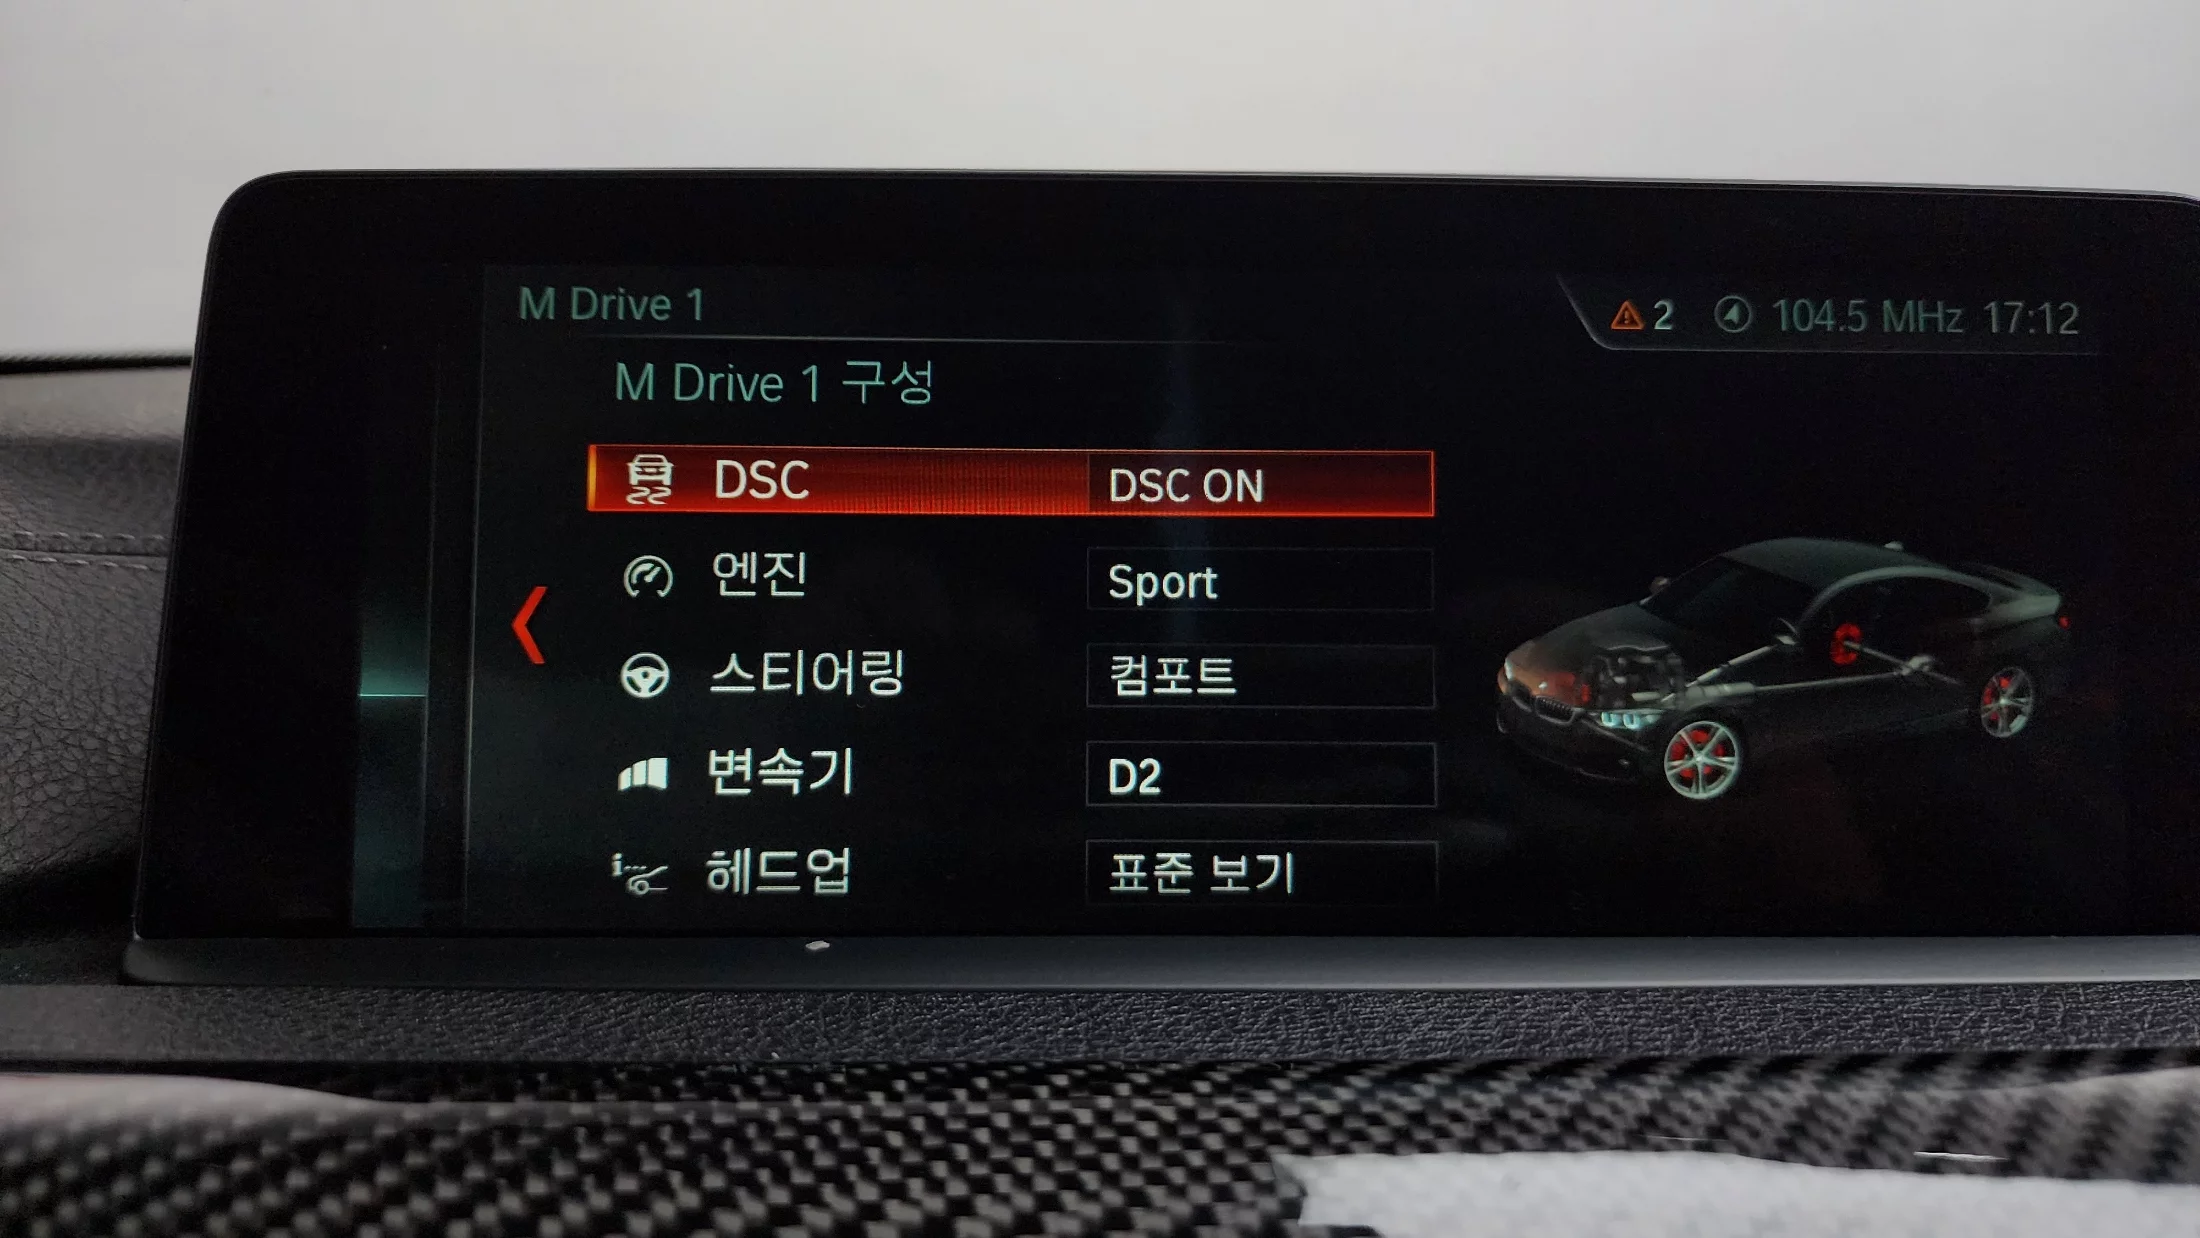 M Drive 1
2 104.5 MHz 17:12
M Drive 1 구성
DSC DSC ON
엔진 Sport
스티어링 컴포트
변속기 D2
헤드업 표준 보기